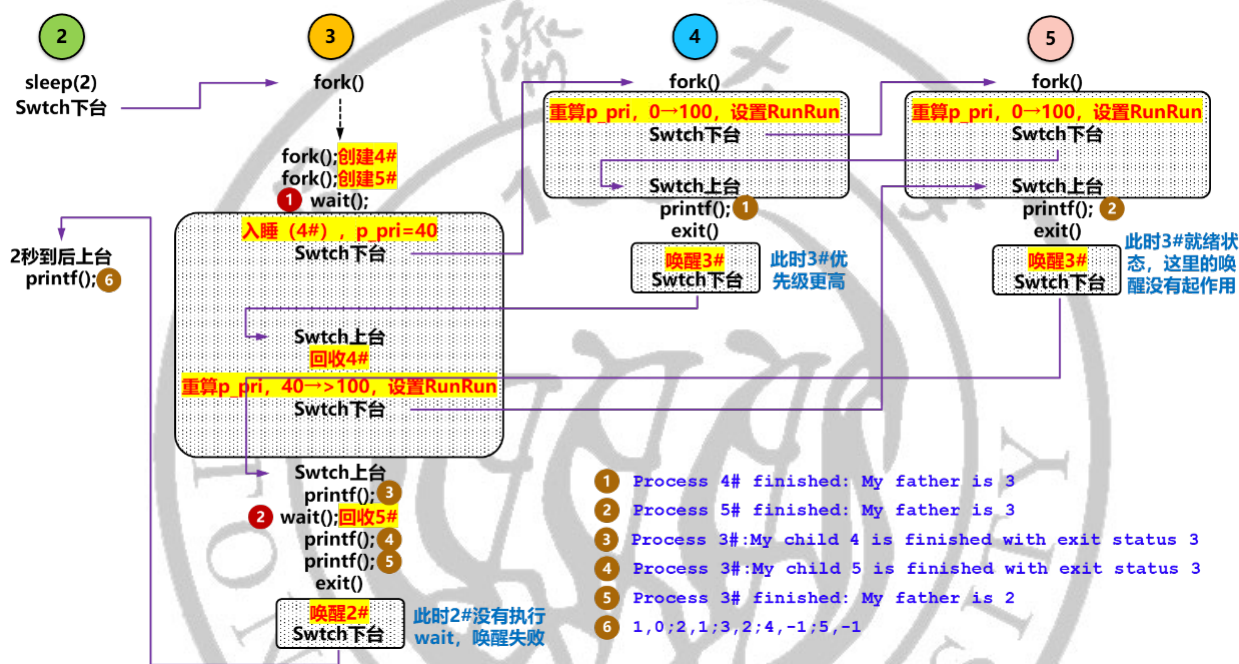 2
3
4
5
sleep(2)
Swtch下台
fork()
fork();创建4#
fork();创建5#
1 wait();
入睡（4#）, p_pri=40
Swtch下台
Swtch上台
回收4#
重算p_pri, 40→>100, 设置RunRun
Swtch下台
Swtch上台
printf();3
2 wait();回收5#
printf();4
printf();5
exit()
唤醒2#
Swtch下台
此时2#没有执行
wait，唤醒失败
2秒到后上台
printf();6
fork()
重算p_pri, 0→100, 设置RunRun
Swtch下台
Swtch上台
printf();1
exit()
唤醒3#
Swtch下台
此时3#优
先级更高
fork()
重算p_pri, 0→100, 设置RunRun
Swtch下台
Swtch上台
printf();2
exit()
唤醒3#
Swtch下台
此时3#就绪状
态，这里的唤
醒没有起作用
1 Process 4# finished: My father is 3
2 Process 5# finished: My father is 3
3 Process 3#:My child 4 is finished with exit status 3
4 Process 3#:My child 5 is finished with exit status 3
5 Process 3# finished: My father is 2
6 1,0;2,1;3,2;4,-1;5,-1